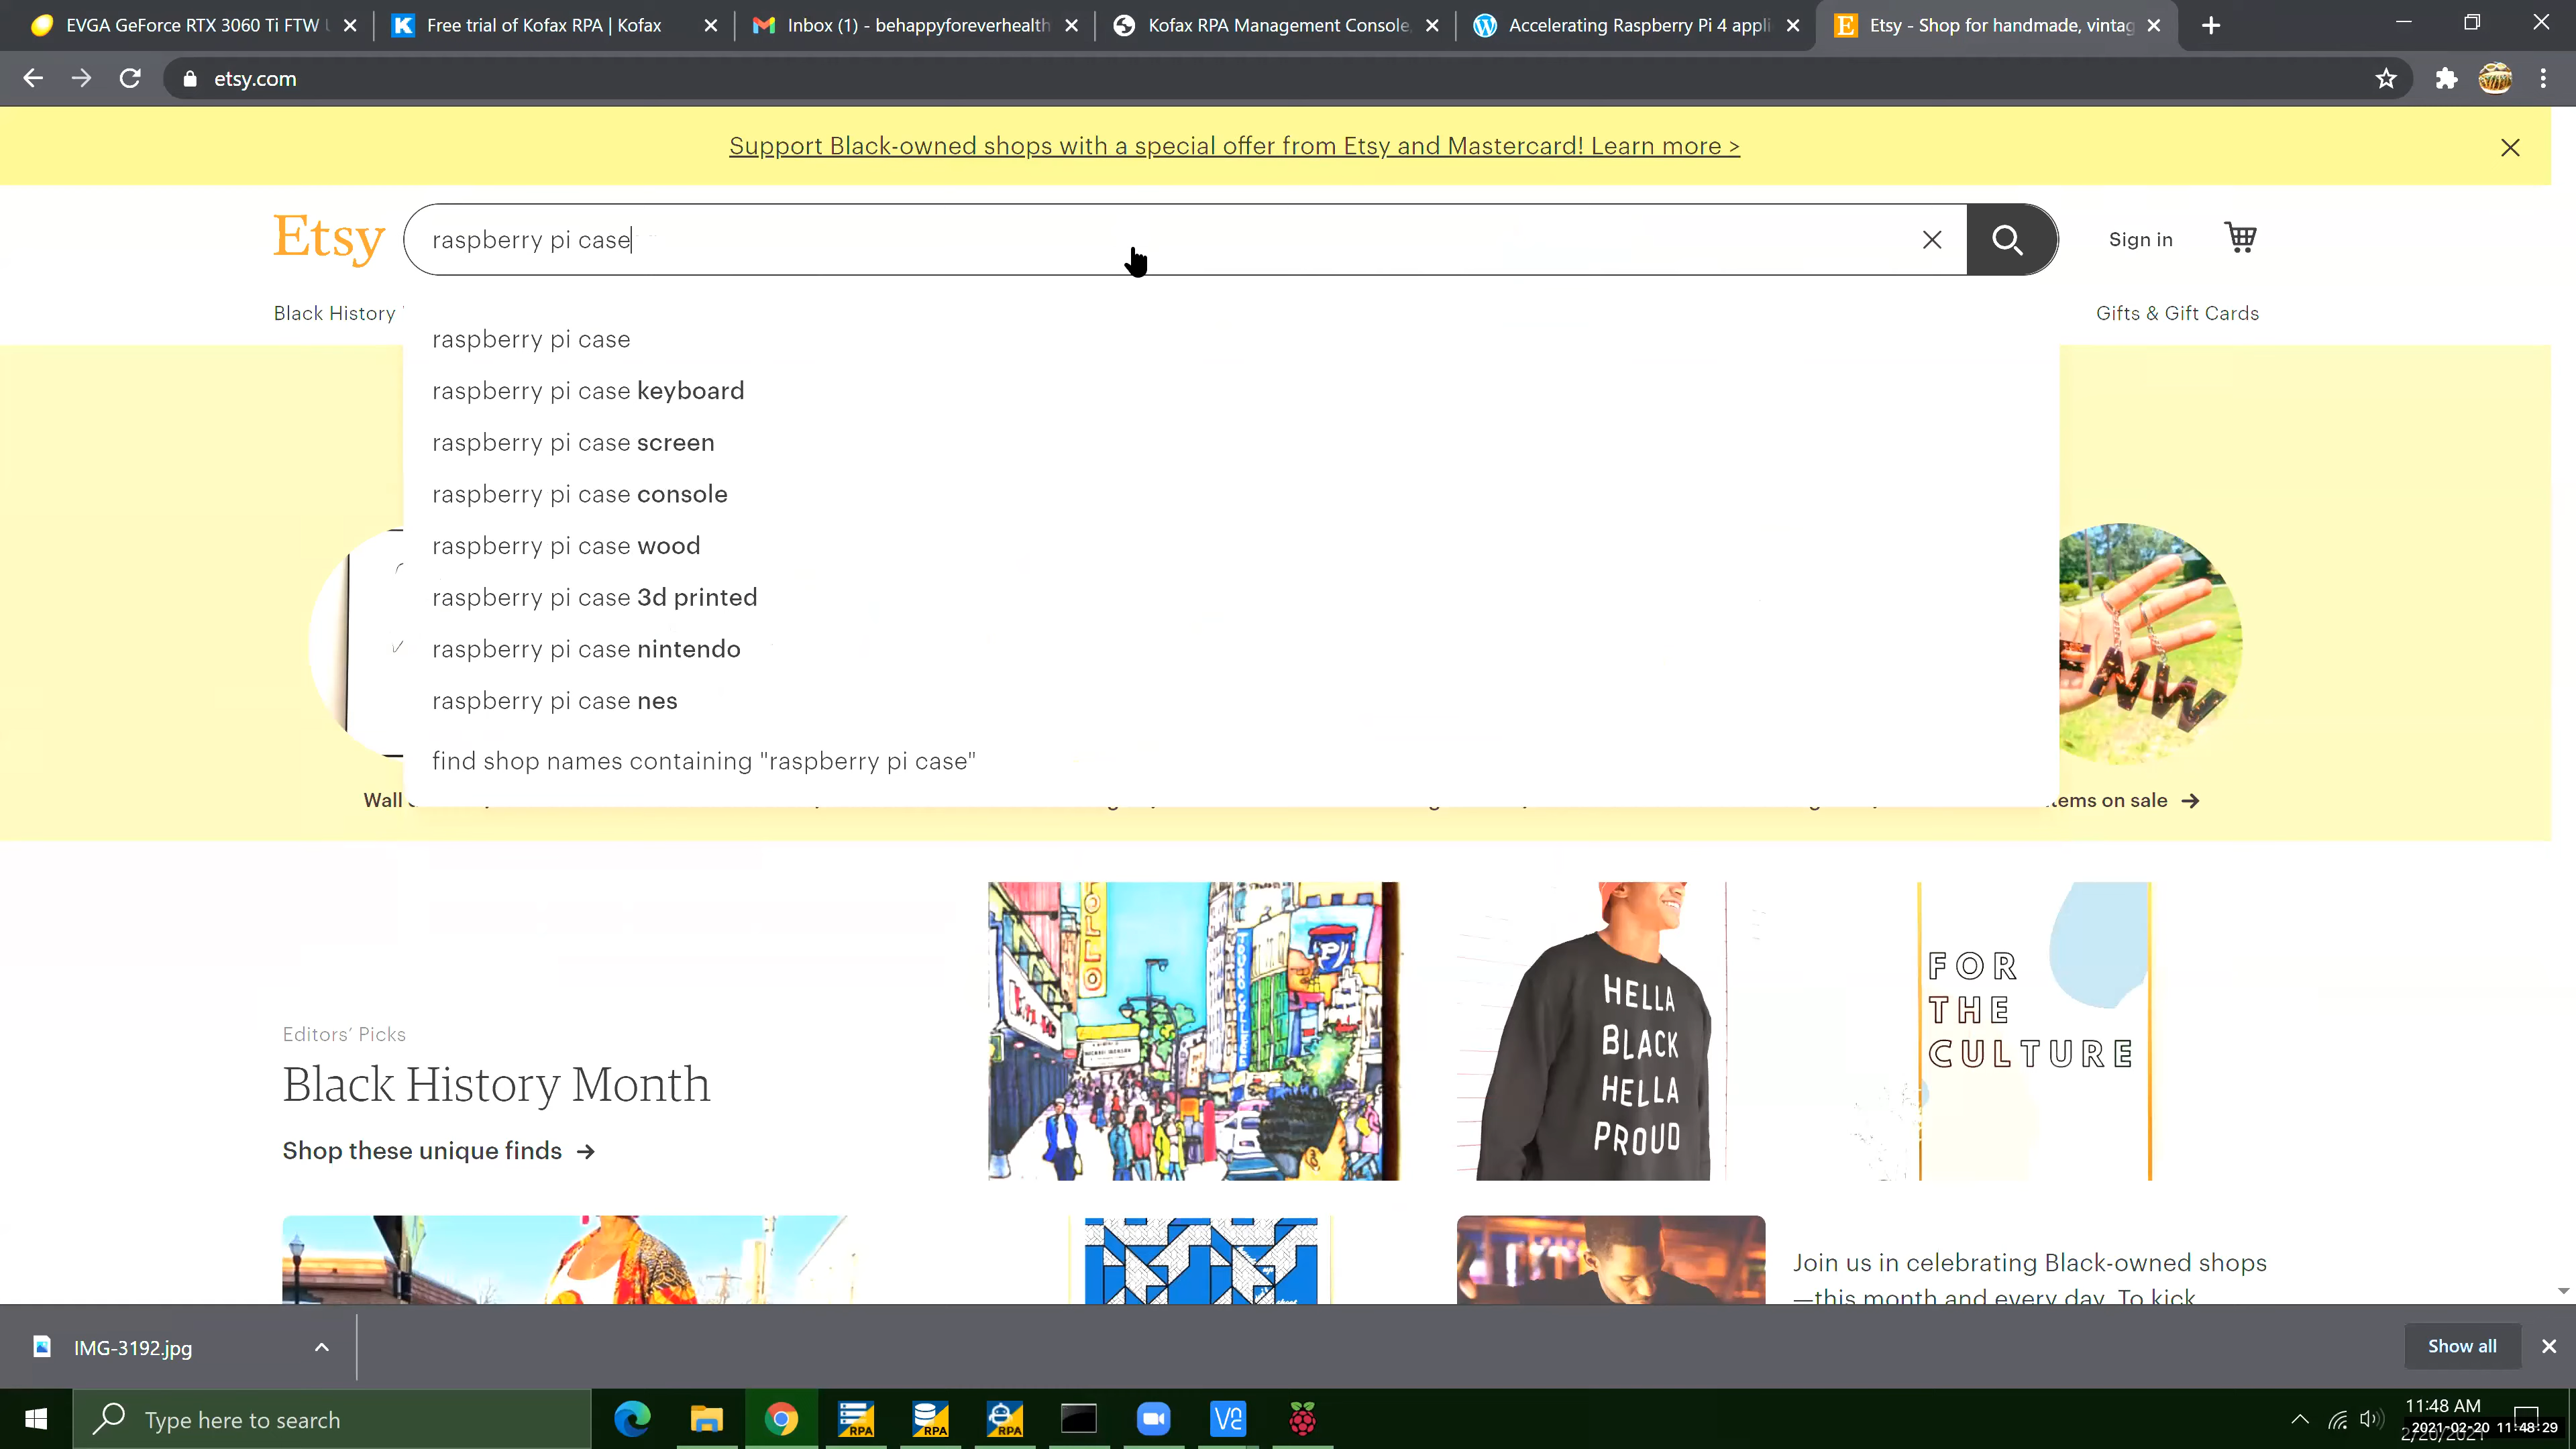 EVGA GeForce RTX 3060 Ti FTW
Free trial of Kofax RPA | Kofax
Inbox (1) - behappyforeverhealth
Kofax RPA Management Console,
Accelerating Raspberry Pi 4 appli
Etsy - Shop for handmade, vintag
etsy.com
Support Black-owned shops with a special offer from Etsy and Mastercard! Learn more >
Etsy
raspberry pi case
Sign in
Black History
Gifts & Gift Cards
raspberry pi case
raspberry pi case keyboard
raspberry pi case screen
raspberry pi case console
raspberry pi case wood
raspberry pi case 3d printed
raspberry pi case nintendo
raspberry pi case nes
find shop names containing "raspberry pi case"
Wall
tems on sale
HELLA
BLACK
HELLA
PROUD
FOR
THE
CULTURE
Editors' Picks
Black History Month
Shop these unique finds
Join us in celebrating Black-owned shops
—this month and every day. To kick
IMG-3192.jpg
Show all
Type here to search
RPA
RPA
RPA
11:48 AM
2021-02-20 11:48:29